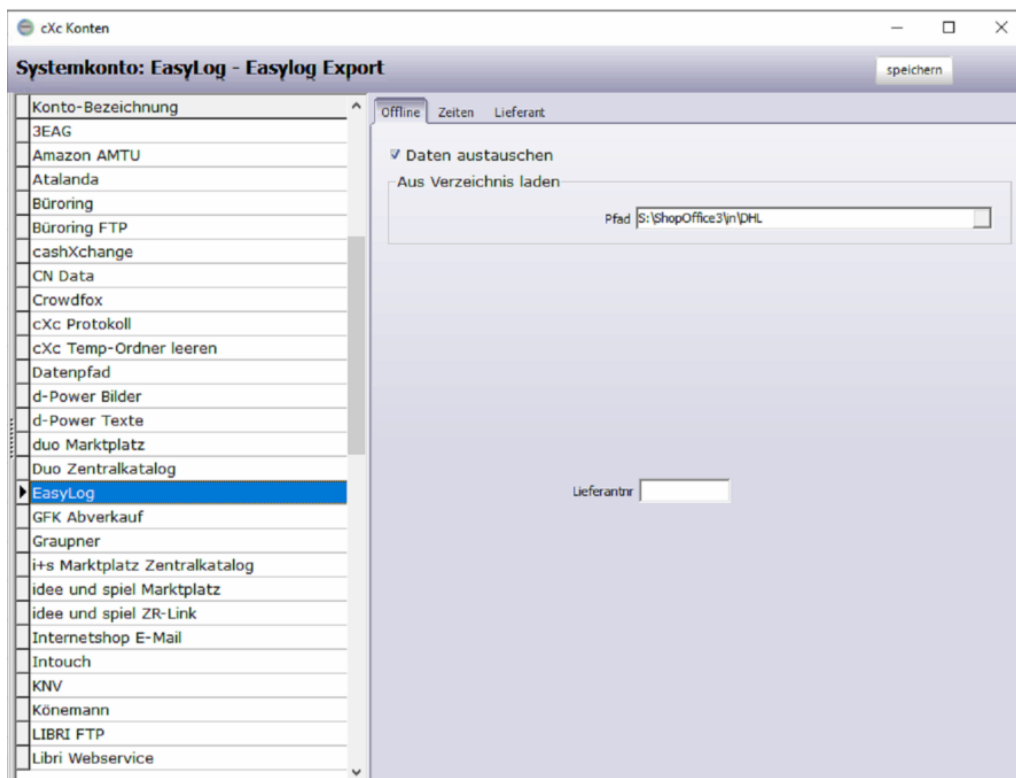 cXc Konten
Systemkonto: EasyLog - Easylog Export
speichern
Konto-Bezeichnung
3EAG
Amazon AMTU
Atalanda
Büroring
Büroring FTP
cashXchange
CN Data
Crowdfox
cXc Protokoll
cXc Temp-Ordner leeren
Datenpfad
d-Power Bilder
d-Power Texte
duo Marktplatz
Duo Zentralkatalog
EasyLog
GFK Abverkauf
Graupner
i+s Marktplatz Zentralkatalog
idee und spiel Marktplatz
idee und spiel ZR-Link
Internetshop E-Mail
Intouch
KNV
Könemann
LIBRI FTP
Libri Webservice
Offline Zeiten Lieferant
Daten austauschen
Aus Verzeichnis laden
Pfad S:\ShopOffice3\in\DHL
Lieferantnr